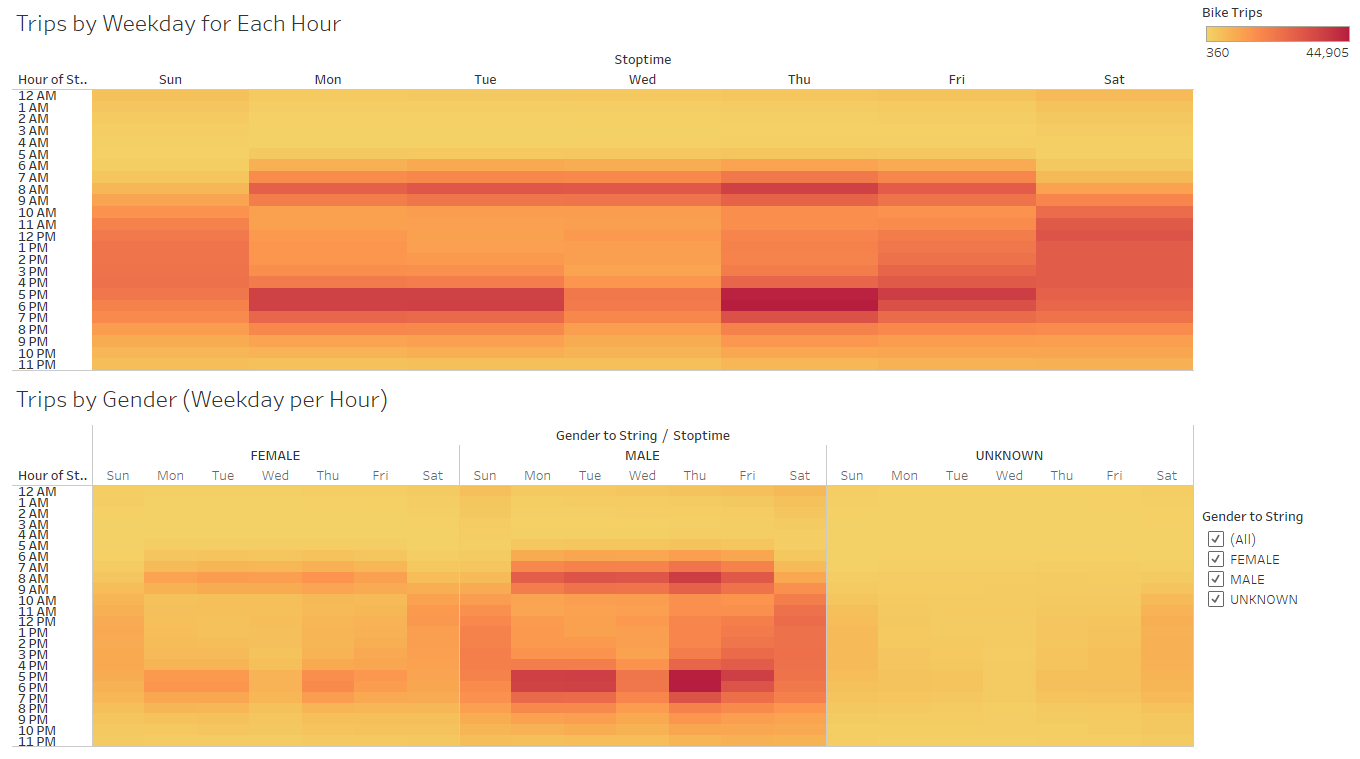 Trips by Weekday for Each Hour
Bike Trips
360 44,905
Stoptime
Hour of St.. Sun Mon Tue Wed Thu Fri Sat
12 AM
1 AM
2 AM
3 AM
4 AM
5 AM
6 AM
7 AM
8 AM
9 AM
10 AM
11 AM
12 PM
1 PM
2 PM
3 PM
4 PM
5 PM
6 PM
7 PM
8 PM
9 PM
10 PM
11 PM
Trips by Gender (Weekday per Hour)
Gender to String / Stoptime
FEMALE MALE UNKNOWN
Hour of St.. Sun Mon Tue Wed Thu Fri Sat Sun Mon Tue Wed Thu Fri Sat Sun Mon Tue Wed Thu Fri Sat
12 AM
1 AM
2 AM
3 AM
4 AM
5 AM
6 AM
7 AM
8 AM
9 AM
10 AM
11 AM
12 PM
1 PM
2 PM
3 PM
4 PM
5 PM
6 PM
7 PM
8 PM
9 PM
10 PM
11 PM
Gender to String
(All)
FEMALE
MALE
UNKNOWN